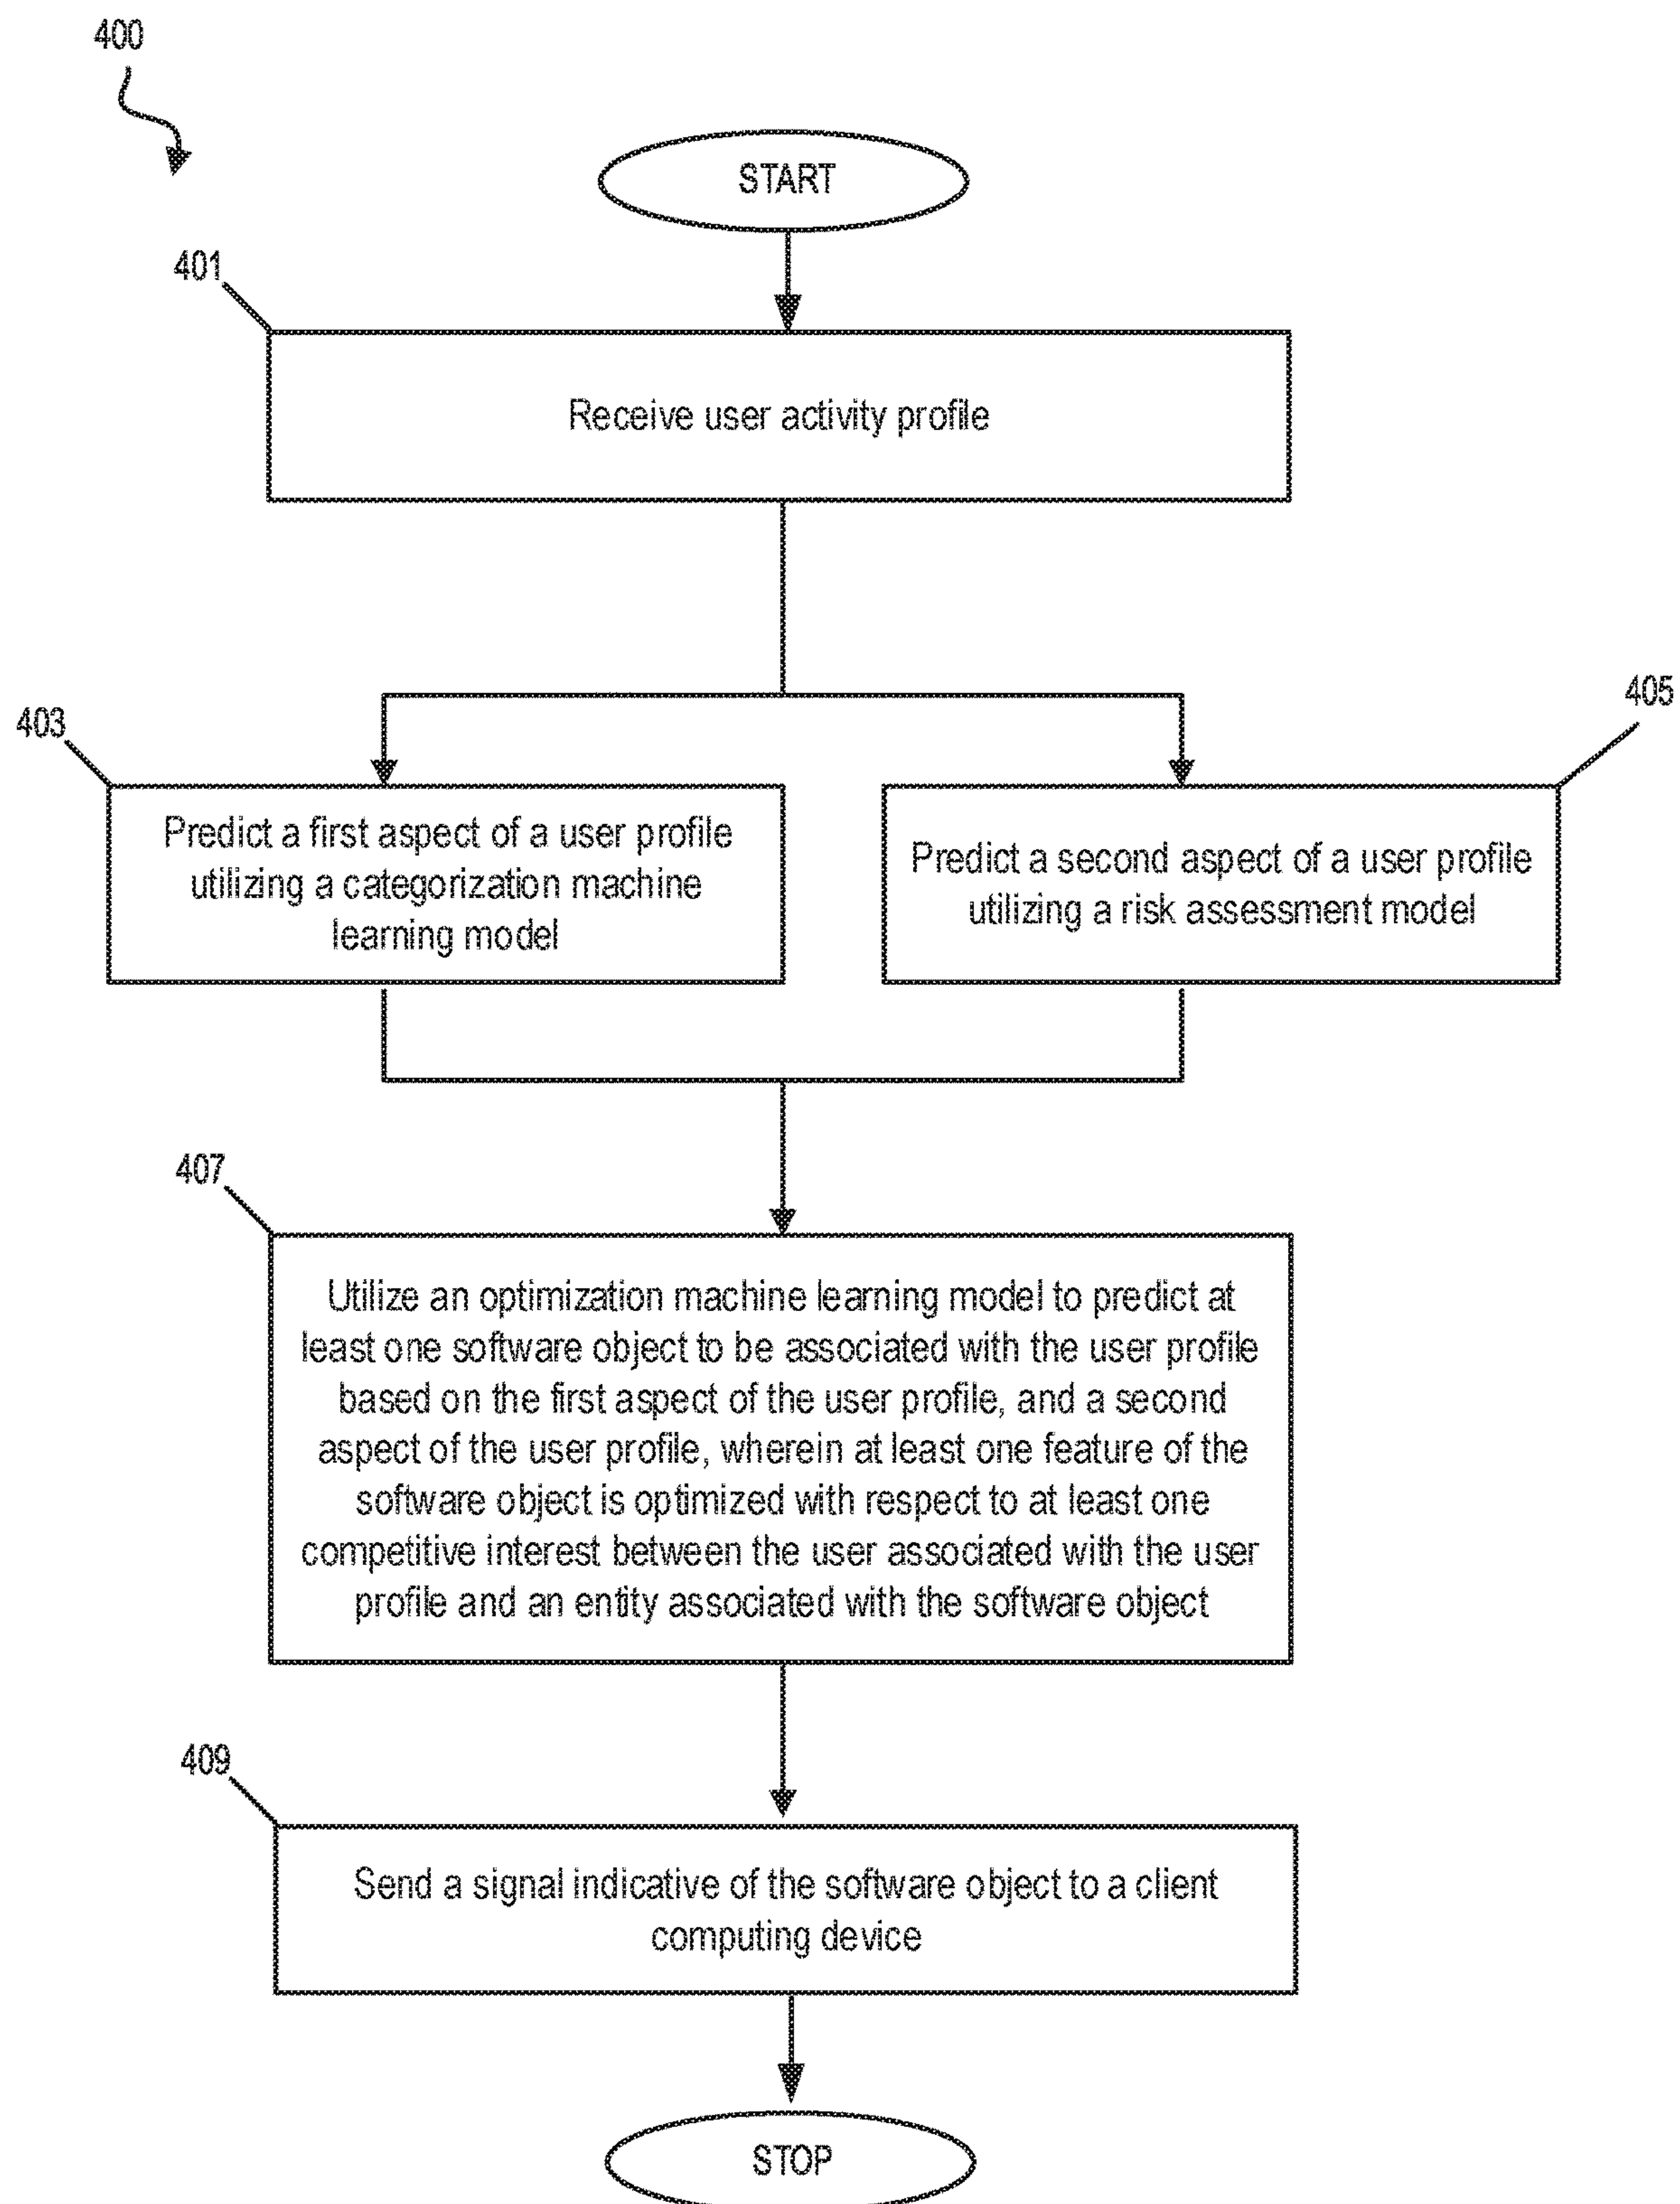 400
START
401
Receive user activity profile
403
405
Predict a first aspect of a user profile
utilizing a categorization machine
learning model
Predict a second aspect of a user profile
utilizing a risk assessment model
407
Utilize an optimization machine learning model to predict at
least one software object to be associated with the user profile
based on the first aspect of the user profile, and a second
aspect of the user profile, wherein at least one feature of the
software object is optimized with respect to at least one
competitive interest between the user associated with the user
profile and an entity associated with the software object
409
Send a signal indicative of the software object to a client
computing device
STOP